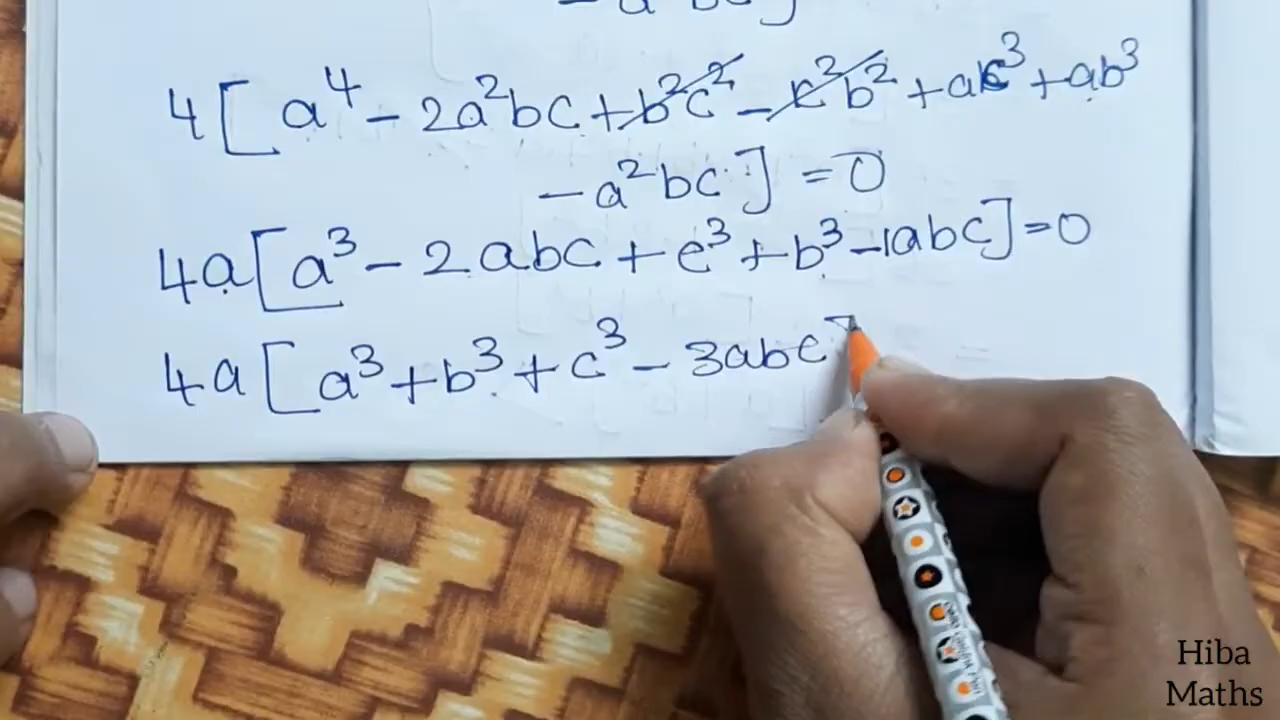 4[a⁴ - 2a²bc + b²c² - c²b² + ac³ + ab³
- a²bc] = 0
4a[a³ - 2abc + c³ + b³ - 1abc] = 0
4a[a³ + b³ + c³ - 3abc]
Hiba
Maths